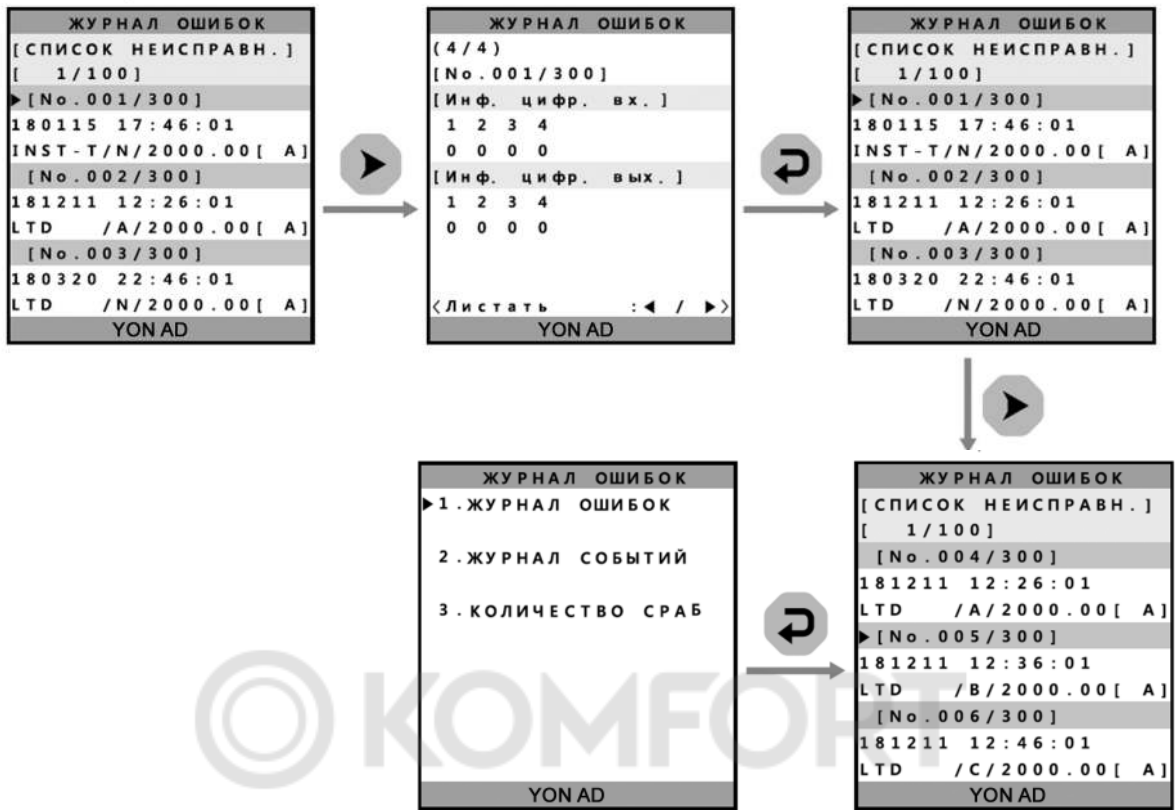 ЖУРНАЛ ОШИБОК
[СПИСОК НЕИСПРАВН.]
[ 1/100]
▶[No.001/300]
180115 17:46:01
INST-T/N/2000.00[ A]
[No.002/300]
181211 12:26:01
LTD /A/2000.00[ A]
[No.003/300]
180320 22:46:01
LTD /N/2000.00[ A]
YON AD
ЖУРНАЛ ОШИБОК
(4/4)
[No.001/300]
[Инф. цифр. вх. ]
1 2 3 4
0 0 0 0
[Инф. цифр. вых. ]
1 2 3 4
0 0 0 0
<Листать :◀ / ▶>
YON AD
ЖУРНАЛ ОШИБОК
[СПИСОК НЕИСПРАВН.]
[ 1/100]
▶[No.001/300]
180115 17:46:01
INST-T/N/2000.00[ A]
[No.002/300]
181211 12:26:01
LTD /A/2000.00[ A]
[No.003/300]
180320 22:46:01
LTD /N/2000.00[ A]
YON AD
ЖУРНАЛ ОШИБОК
▶1.ЖУРНАЛ ОШИБОК
2.ЖУРНАЛ СОБЫТИЙ
3.КОЛИЧЕСТВО СРАБ
YON AD
ЖУРНАЛ ОШИБОК
[СПИСОК НЕИСПРАВН.]
[ 1/100]
[No.004/300]
181211 12:26:01
LTD /A/2000.00[ A]
▶[No.005/300]
181211 12:36:01
LTD /B/2000.00[ A]
[No.006/300]
181211 12:46:01
LTD /C/2000.00[ A]
YON AD
KOMFORT